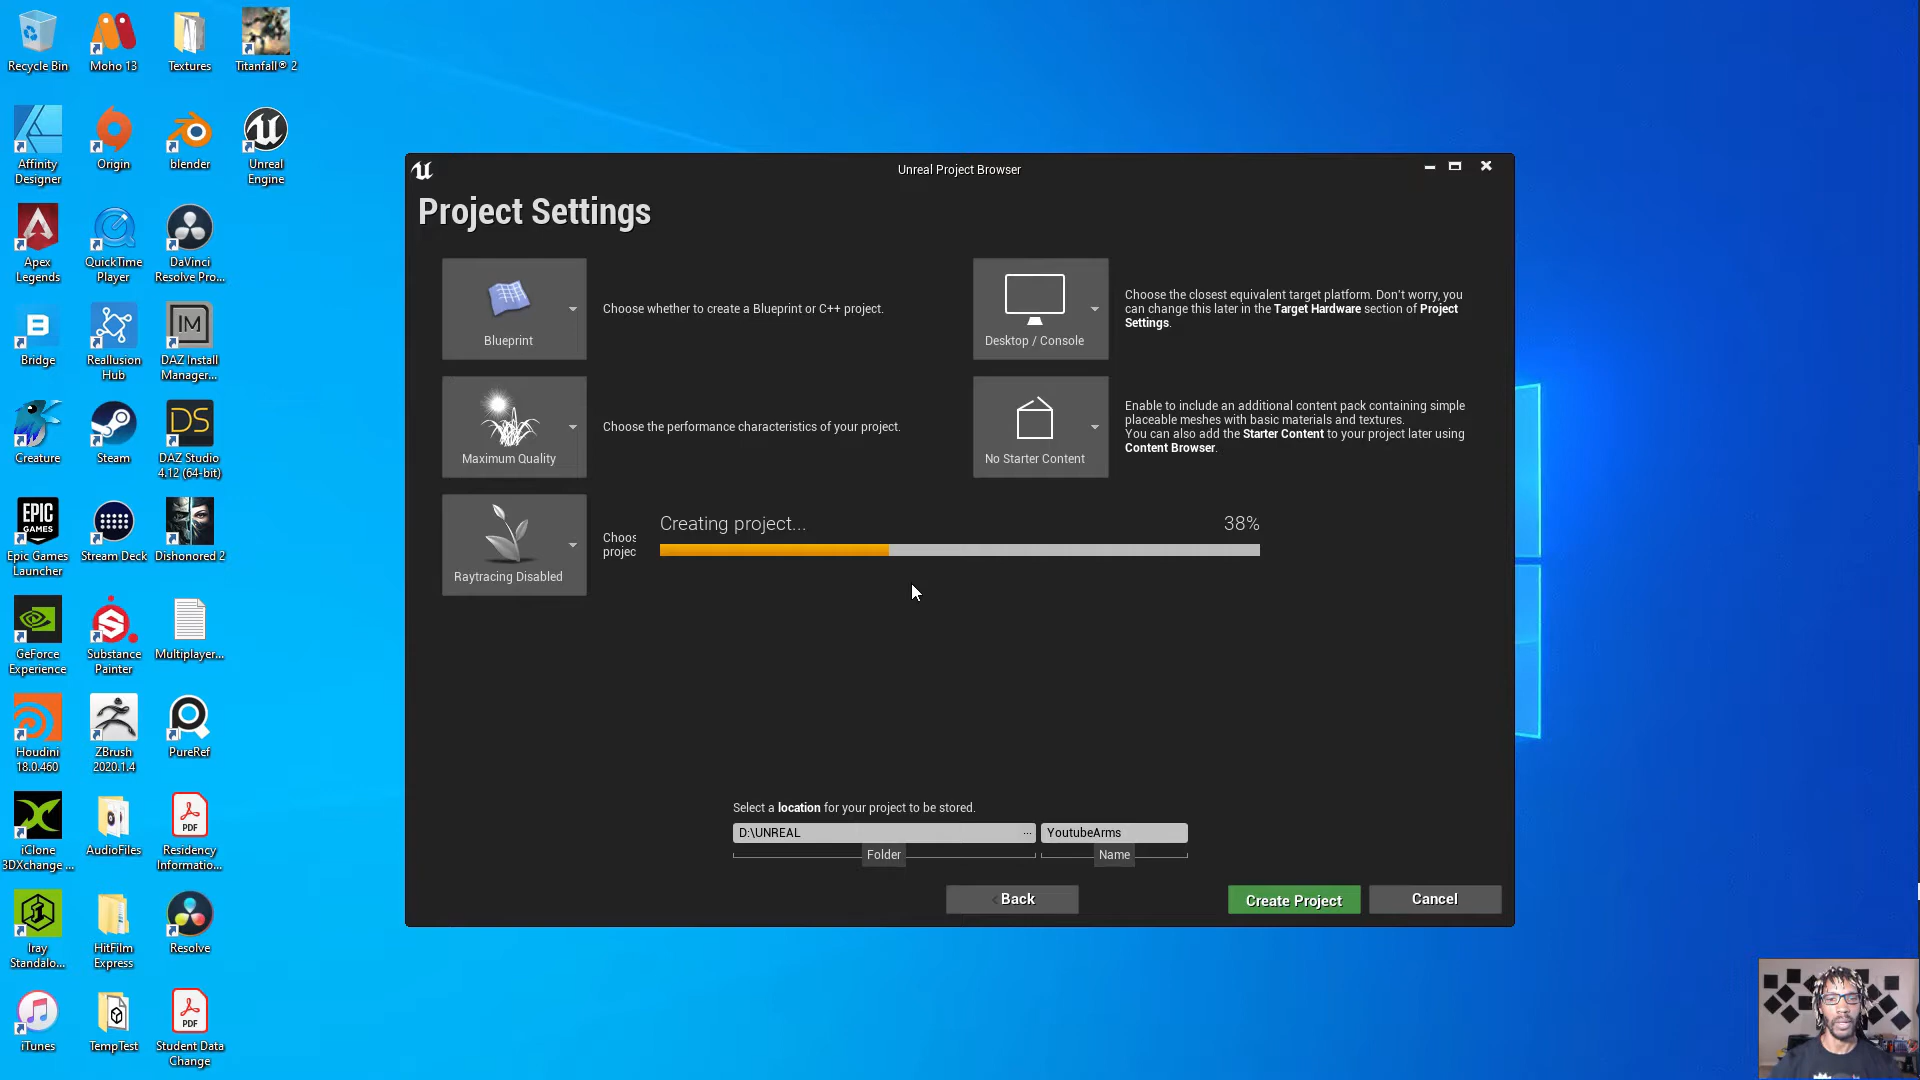 Recycle Bin
Moho 13
Textures
Titanfall® 2
Affinity
Designer
Origin
blender
Unreal
Engine
Apex
Legends
QuickTime
Player
DaVinci
Resolve Pro...
Bridge
Reallusion
Hub
IM
DAZ Install
Manager...
Creature
Steam
DS
DAZ Studio
4.12 (64-bit)
EPIC
GAMES
Epic Games
Launcher
Stream Deck
Dishonored 2
GeForce
Experience
Substance
Painter
Multiplayer...
Houdini
18.0.460
ZBrush
2020.1.4
PureRef
iClone
3DXchange ...
AudioFiles
PDF
Residency
Informatio...
Iray
Standalo...
HitFilm
Express
Resolve
iTunes
TempTest
PDF
Student Data
Change
Unreal Project Browser
Project Settings
Blueprint
Choose whether to create a Blueprint or C++ project.
Desktop / Console
Choose the closest equivalent target platform. Don't worry, you
can change this later in the Target Hardware section of Project
Settings.
Maximum Quality
Choose the performance characteristics of your project.
No Starter Content
Enable to include an additional content pack containing simple
placeable meshes with basic materials and textures.
You can also add the Starter Content to your project later using
Content Browser.
Raytracing Disabled
Choos
projec
Creating project...
38%
Select a location for your project to be stored.
D:\UNREAL
...
YoutubeArms
Folder
Name
Back
Create Project
Cancel